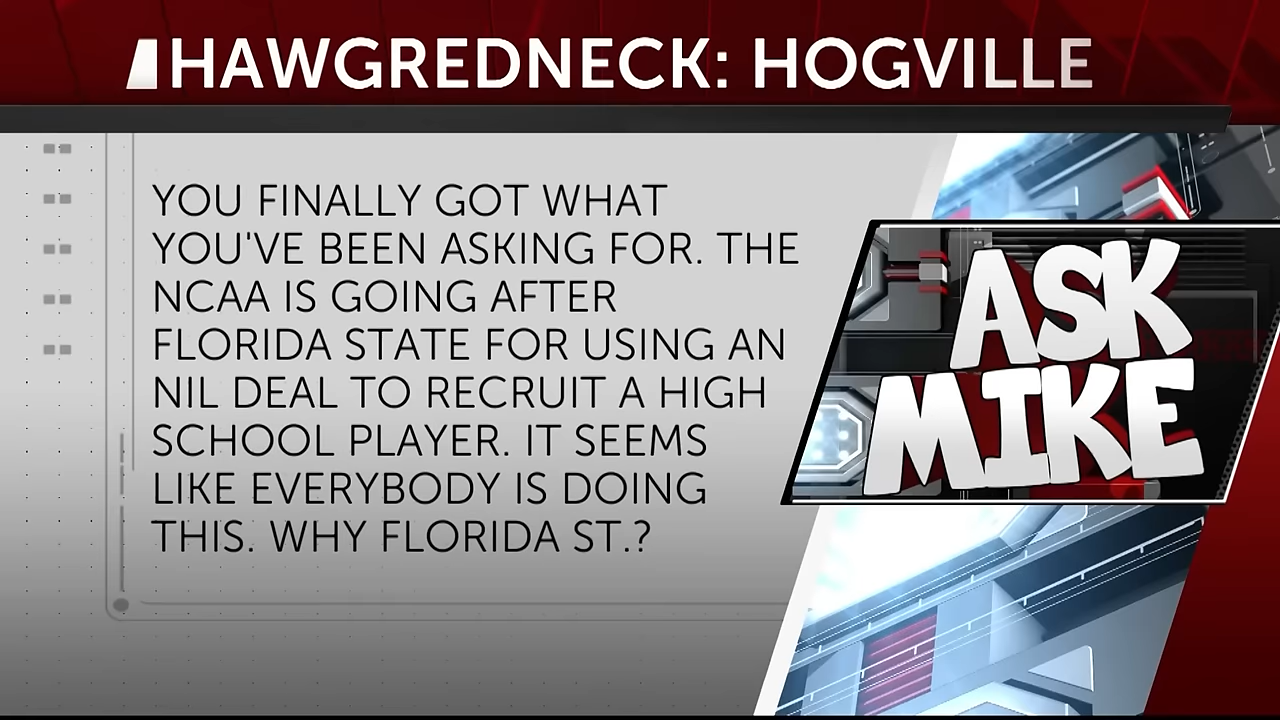 HAWGREDNECK: HOGVILLE
YOU FINALLY GOT WHAT
YOU'VE BEEN ASKING FOR. THE
NCAA IS GOING AFTER
FLORIDA STATE FOR USING AN
NIL DEAL TO RECRUIT A HIGH
SCHOOL PLAYER. IT SEEMS
LIKE EVERYBODY IS DOING
THIS. WHY FLORIDA ST.?
ASK
MIKE